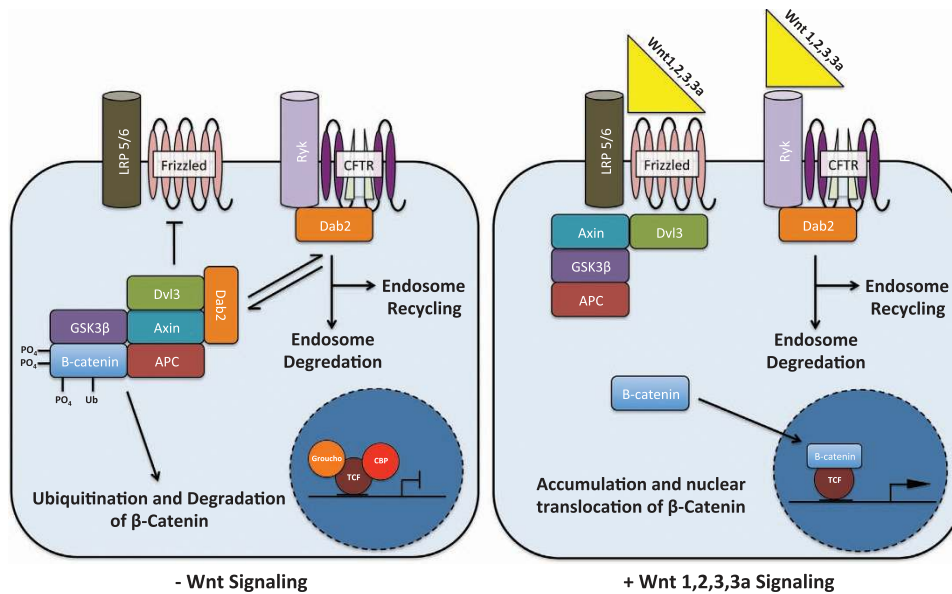 LRP 5/6
Frizzled
Ryk
CFTR
Dab2
Dvl3
Dab2
GSK3β
Axin
B-catenin
APC
PO4
PO4
PO4
Ub
Endosome
Recycling
Endosome
Degredation
Ubiquitination and Degradation
of β-Catenin
Groucho
CBP
TCF
- Wnt Signaling
Wnt1,2,3,3a
Wnt 1,2,3,3a
LRP 5/6
Frizzled
Ryk
CFTR
Dab2
Axin
Dvl3
GSK3β
APC
Endosome
Recycling
Endosome
Degredation
B-catenin
B-catenin
TCF
Accumulation and nuclear
translocation of β-Catenin
+ Wnt 1,2,3,3a Signaling